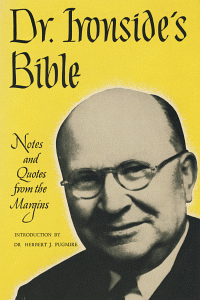 Dr. Ironside's
Bible
Notes
and
Quotes
from the
Margins
INTRODUCTION BY
DR. HERBERT J. PUGMIRE